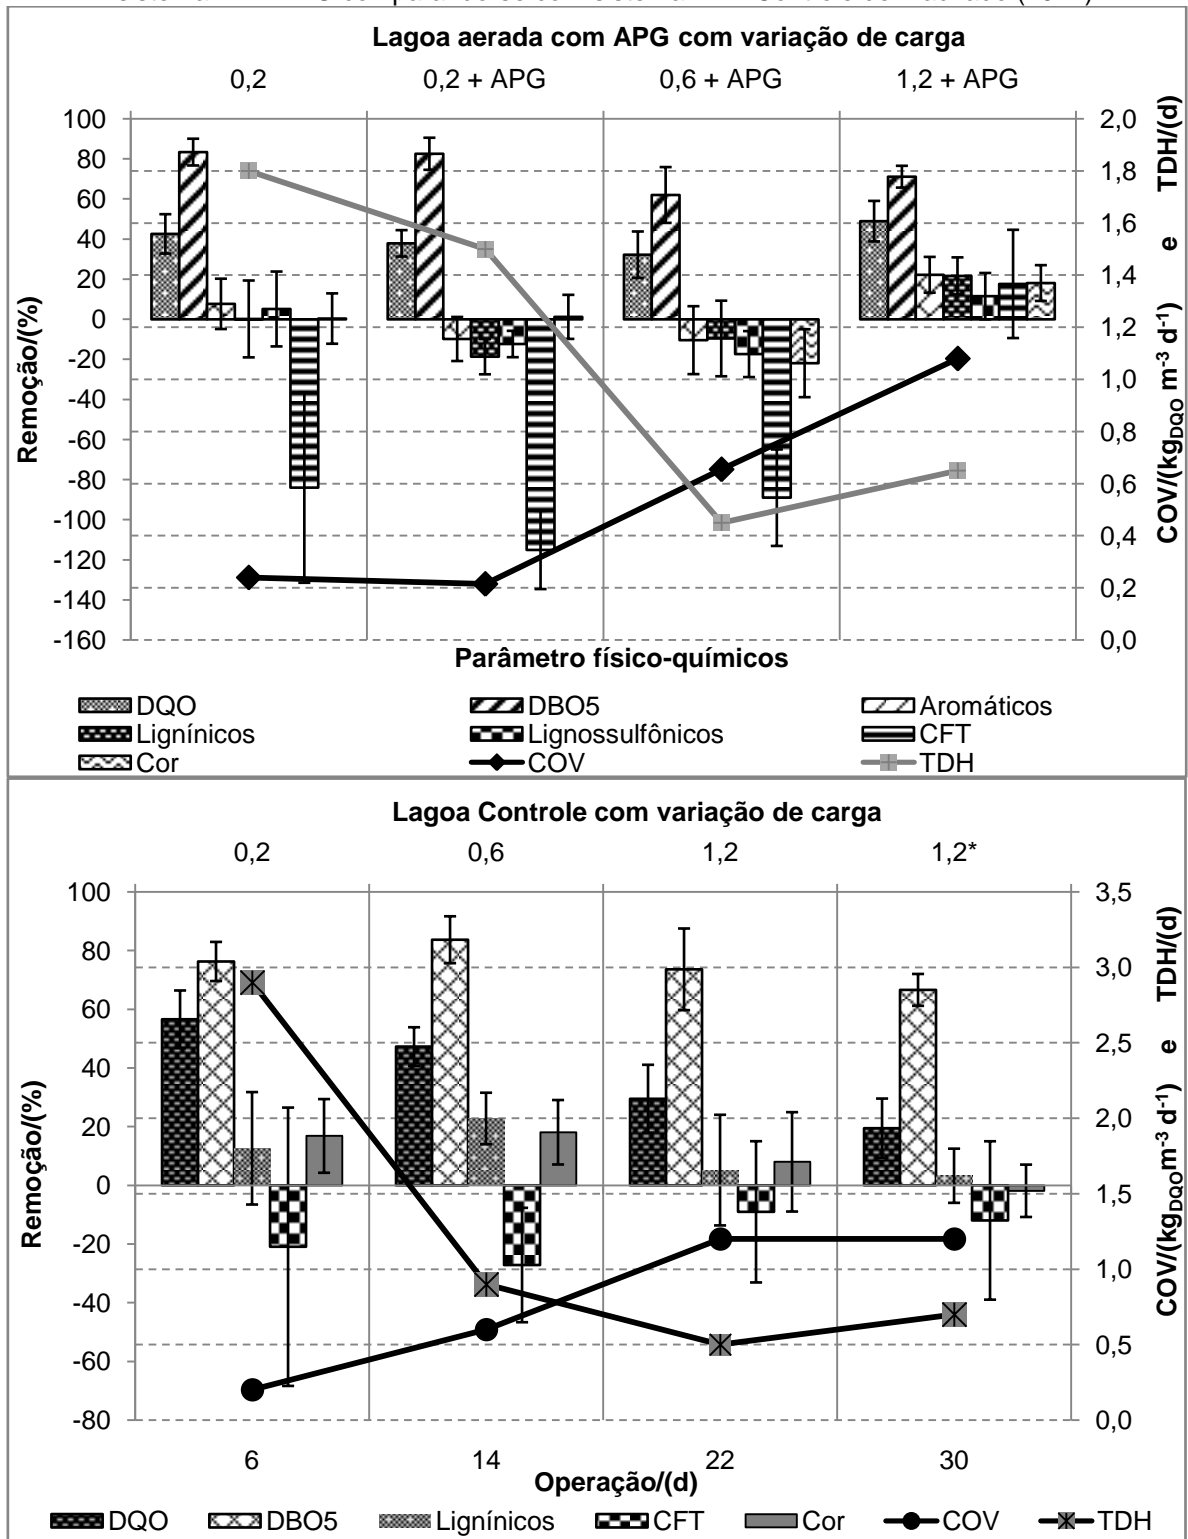 Lagoa aerada com APG com variação de carga
0,2 0,2 + APG 0,6 + APG 1,2 + APG
100
80
60
40
20
0
-20
-40
-60
-80
-100
-120
-140
-160
Remoção/(%)
2,0
1,8
1,6
1,4
1,2
1,0
0,8
0,6
0,4
0,2
0,0
COV/(kgDQO m-3 d-1) e TDH/(d)
Parâmetro físico-químicos
DQO DBO5 Aromáticos
Lignínicos Lignossulfônicos CFT
Cor COV TDH
Lagoa Controle com variação de carga
0,2 0,6 1,2 1,2*
100
80
60
40
20
0
-20
-40
-60
-80
Remoção/(%)
3,5
3,0
2,5
2,0
1,5
1,0
0,5
0,0
COV/(kgDQO m-3 d-1) e TDH/(d)
6 14 22 30
Operação/(d)
DQO DBO5 Lignínicos CFT Cor COV TDH